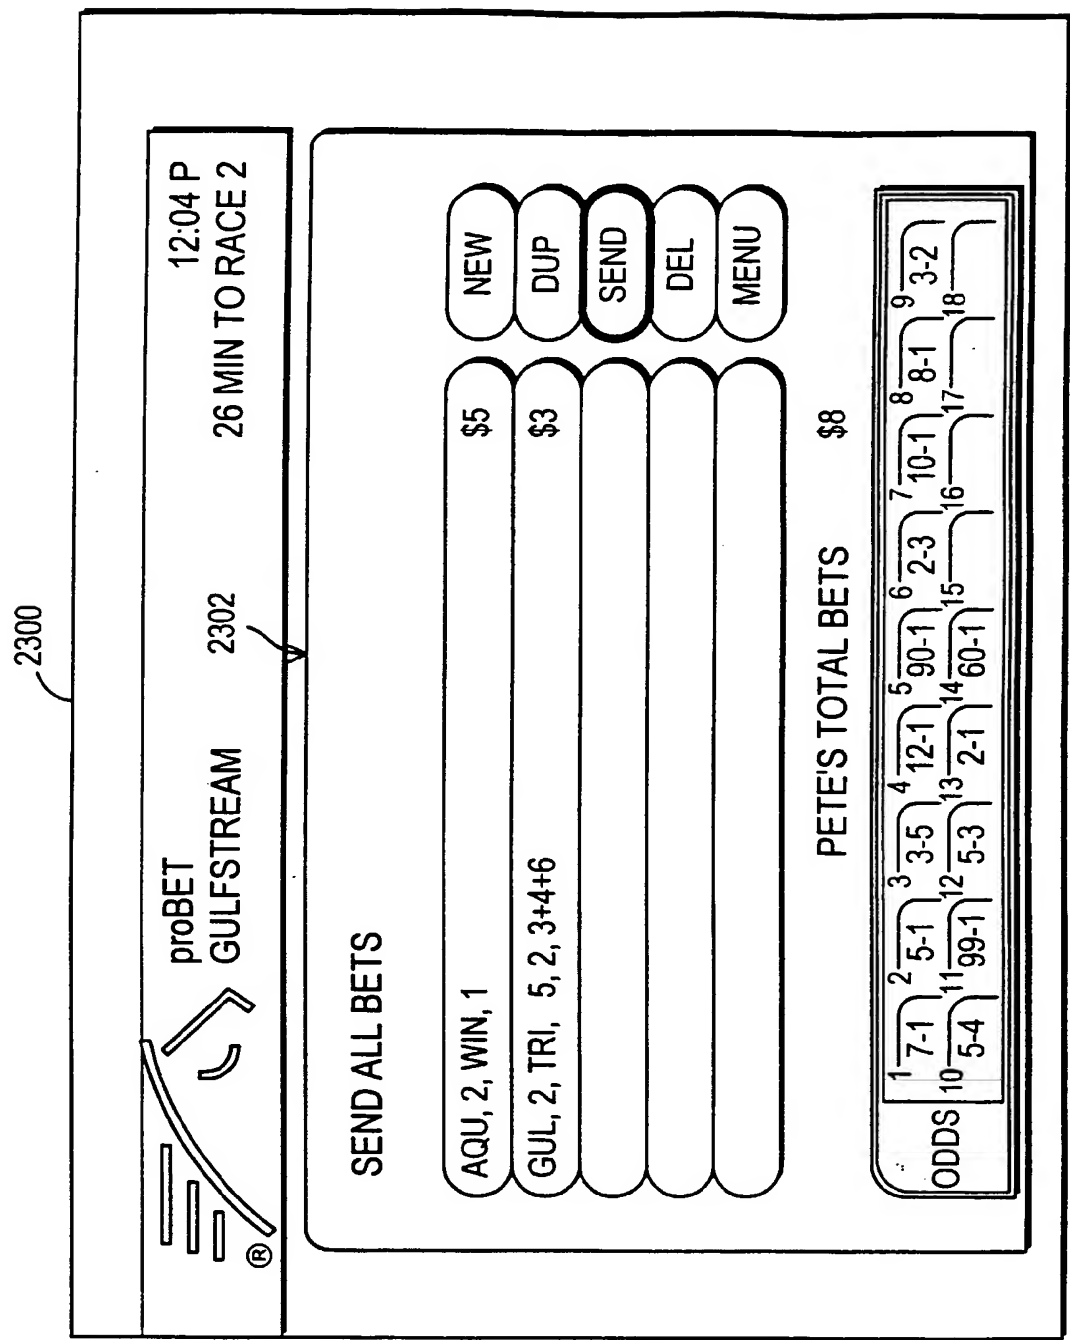 2300
proBET
12:04 P
GULFSTREAM
26 MIN TO RACE 2
®
2302
SEND ALL BETS
AQU, 2, WIN, 1 $5
NEW
GUL, 2, TRI, 5, 2, 3+4+6 $3
DUP
SEND
DEL
MENU
PETE'S TOTAL BETS $8
ODDS
1 7-1 2 5-1 3 3-5 4 12-1 5 90-1 6 2-3 7 10-1 8 8-1 9 3-2
10 5-4 11 99-1 12 5-3 13 2-1 14 60-1 15 16 17 18